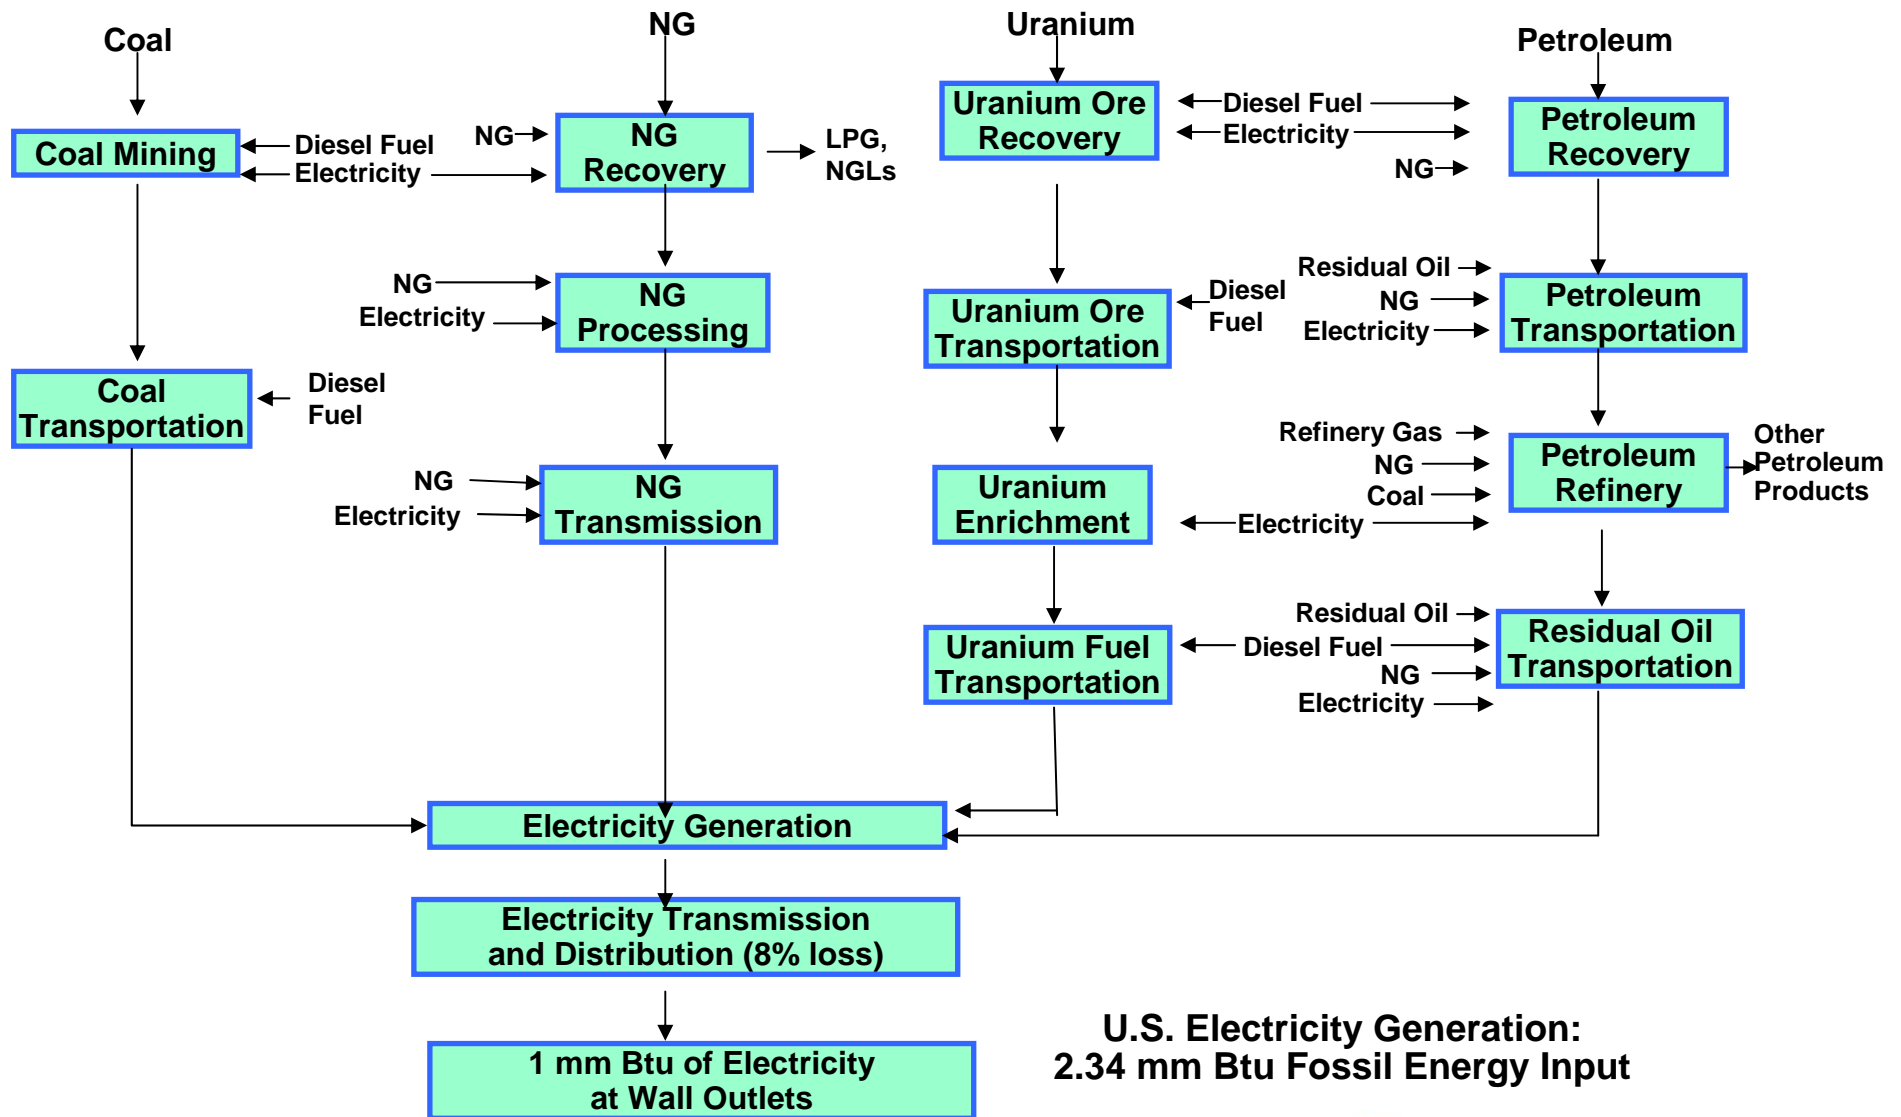 Coal
NG
Uranium
Petroleum
Coal Mining
Diesel Fuel
Electricity
NG
NG
Recovery
LPG,
NGLs
Uranium Ore
Recovery
Diesel Fuel
Electricity
NG
Petroleum
Recovery
NG
Electricity
NG
Processing
Uranium Ore
Transportation
Diesel
Fuel
Residual Oil
NG
Electricity
Petroleum
Transportation
Coal
Transportation
Diesel
Fuel
NG
Electricity
NG
Transmission
Uranium
Enrichment
Refinery Gas
NG
Coal
Electricity
Petroleum
Refinery
Other
Petroleum
Products
Uranium Fuel
Transportation
Residual Oil
Diesel Fuel
NG
Electricity
Residual Oil
Transportation
Electricity Generation
Electricity Transmission
and Distribution (8% loss)
1 mm Btu of Electricity
at Wall Outlets
U.S. Electricity Generation:
2.34 mm Btu Fossil Energy Input